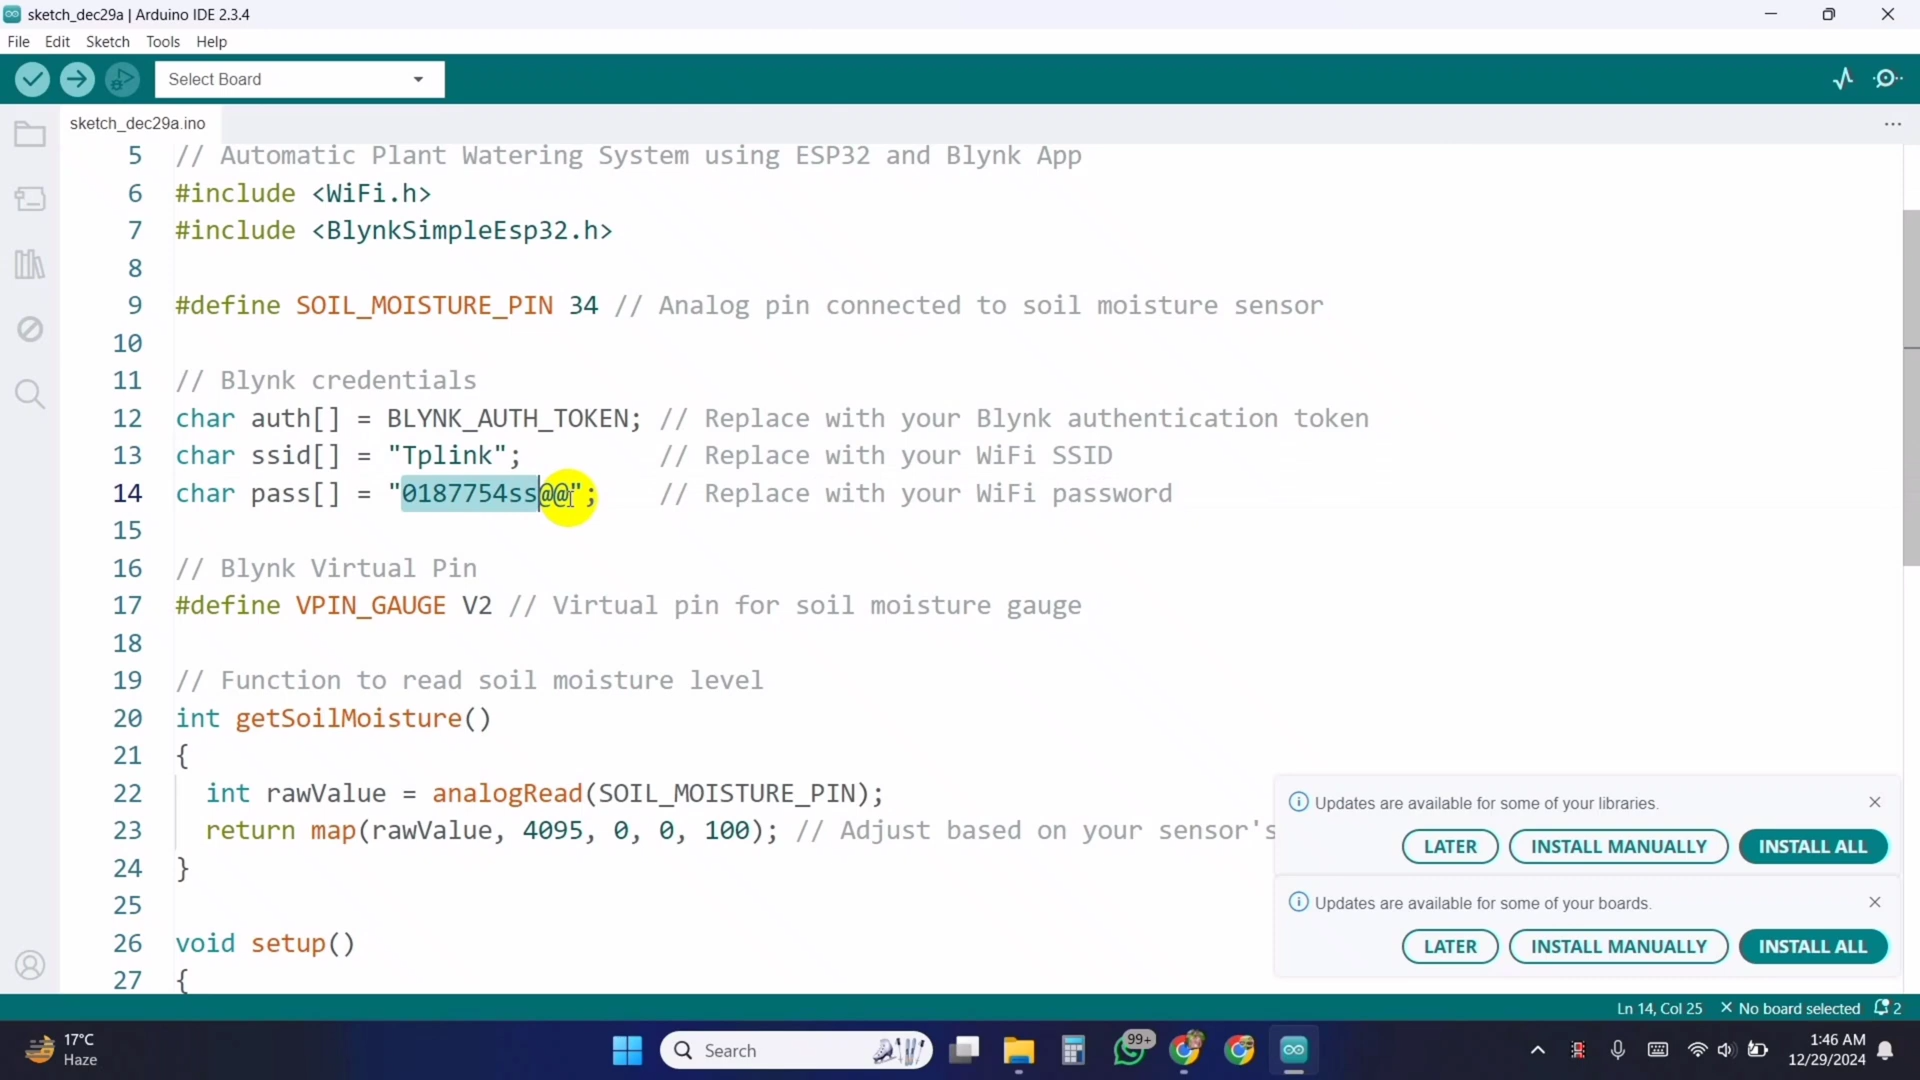 sketch_dec29a | Arduino IDE 2.3.4
File Edit Sketch Tools Help
Select Board
sketch_dec29a.ino
5 // Automatic Plant Watering System using ESP32 and Blynk App
6 #include <WiFi.h>
7 #include <BlynkSimpleEsp32.h>
8
9 #define SOIL_MOISTURE_PIN 34 // Analog pin connected to soil moisture sensor
10
11 // Blynk credentials
12 char auth[] = BLYNK_AUTH_TOKEN; // Replace with your Blynk authentication token
13 char ssid[] = "Tplink"; // Replace with your WiFi SSID
14 char pass[] = "0187754ss@@"; // Replace with your WiFi password
15
16 // Blynk Virtual Pin
17 #define VPIN_GAUGE V2 // Virtual pin for soil moisture gauge
18
19 // Function to read soil moisture level
20 int getSoilMoisture()
21 {
22 int rawValue = analogRead(SOIL_MOISTURE_PIN);
23 return map(rawValue, 4095, 0, 0, 100); // Adjust based on your sensor's
24 }
25
26 void setup()
27 {
Updates are available for some of your libraries.
LATER INSTALL MANUALLY INSTALL ALL
Updates are available for some of your boards.
LATER INSTALL MANUALLY INSTALL ALL
Ln 14, Col 25 No board selected 2
17°C
Haze
Search
99+
1:46 AM
12/29/2024